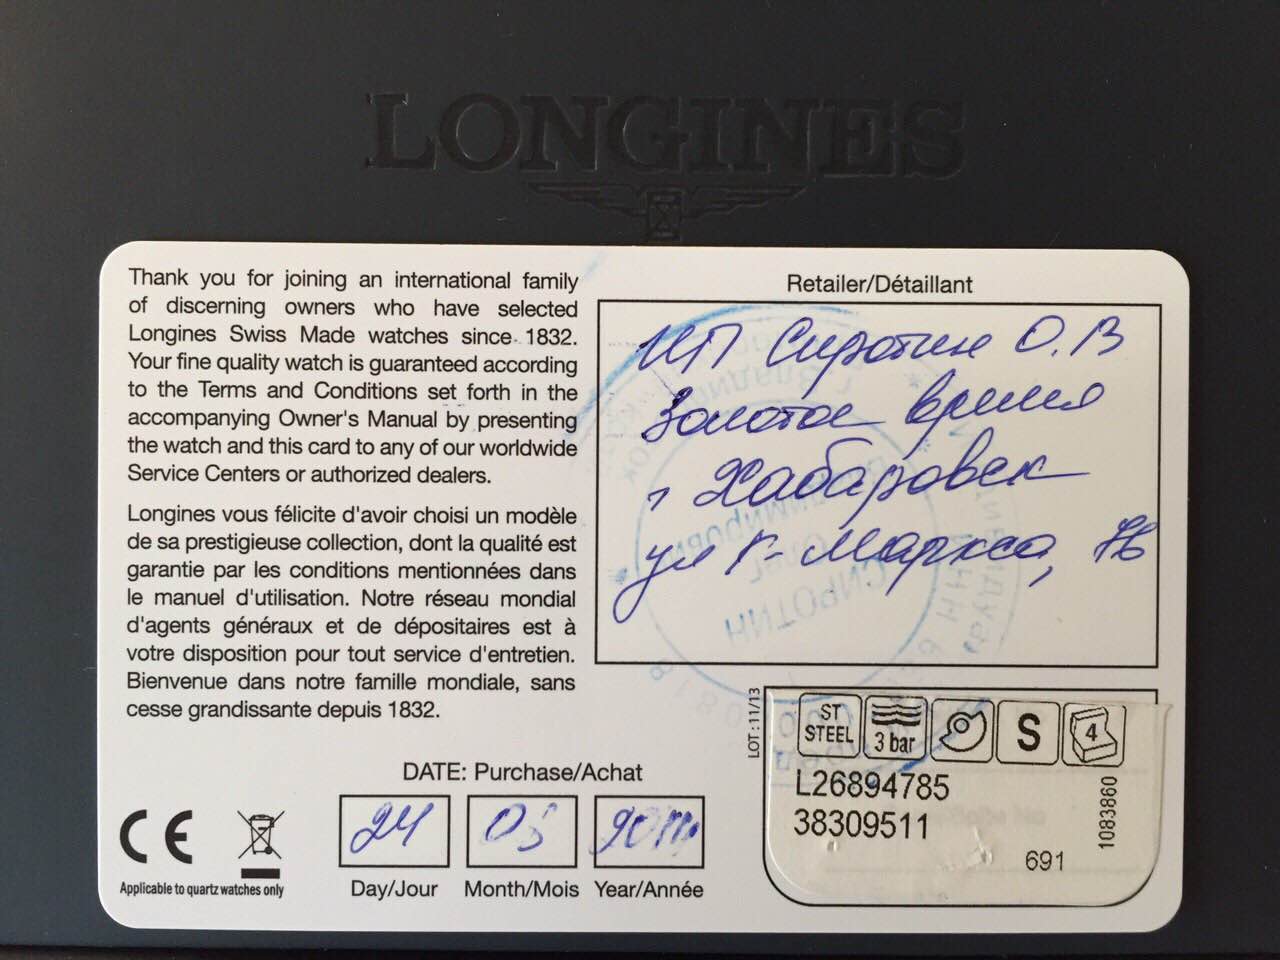 LONGINES
Thank you for joining an international family
of discerning owners who have selected
Longines Swiss Made watches since 1832.
Your fine quality watch is guaranteed according
to the Terms and Conditions set forth in the
accompanying Owner's Manual by presenting
the watch and this card to any of our worldwide
Service Centers or authorized dealers.
Longines vous félicite d'avoir choisi un modèle
de sa prestigieuse collection, dont la qualité est
garantie par les conditions mentionnées dans
le manuel d'utilisation. Notre réseau mondial
d'agents généraux et de dépositaires est à
votre disposition pour tout service d'entretien.
Bienvenue dans notre famille mondiale, sans
cesse grandissante depuis 1832.
Retailer/Détaillant
ИП Сиротин О.В
Золотое время
г Хабаровск
ул К-Маркса, 76
DATE: Purchase/Achat
24
Day/Jour Month/Mois Year/Année
CE
Applicable to quartz watches only
LOT : 11/13
ST STEEL 3 bar S 4
L26894785
38309511
691
1083860